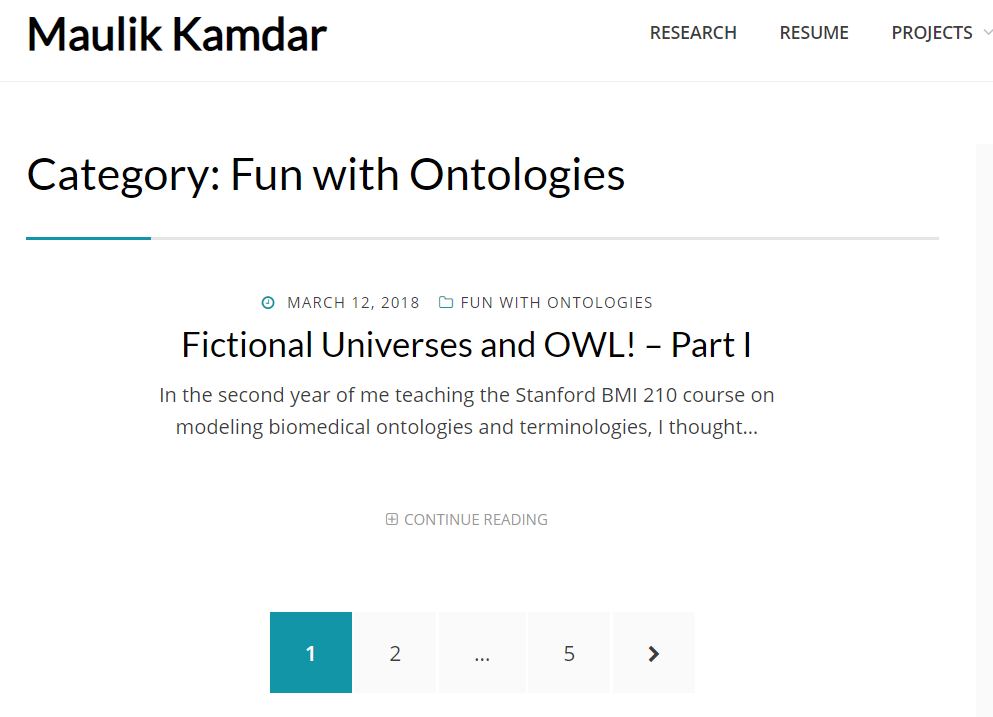 Maulik Kamdar
RESEARCH RESUME PROJECTS
Category: Fun with Ontologies
MARCH 12, 2018 FUN WITH ONTOLOGIES
Fictional Universes and OWL! – Part I
In the second year of me teaching the Stanford BMI 210 course on
modeling biomedical ontologies and terminologies, I thought...
CONTINUE READING
1 2 ... 5